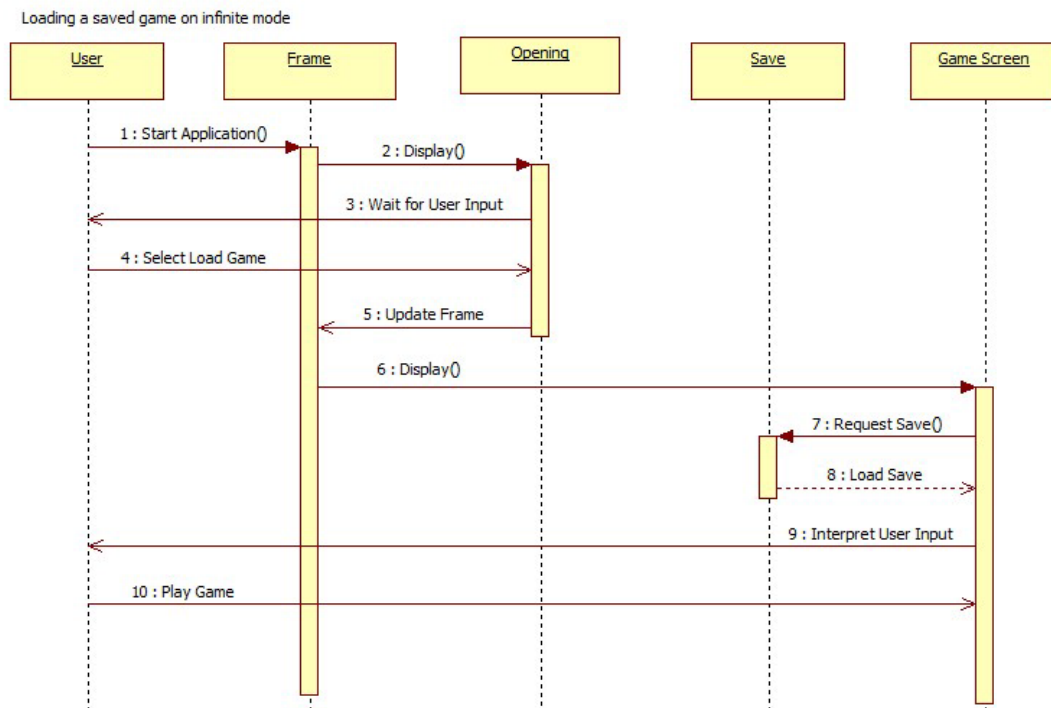 Loading a saved game on infinite mode
User
Frame
Opening
Save
Game Screen
1 : Start Application()
2 : Display()
3 : Wait for User Input
4 : Select Load Game
5 : Update Frame
6 : Display()
7 : Request Save()
8 : Load Save
9 : Interpret User Input
10 : Play Game